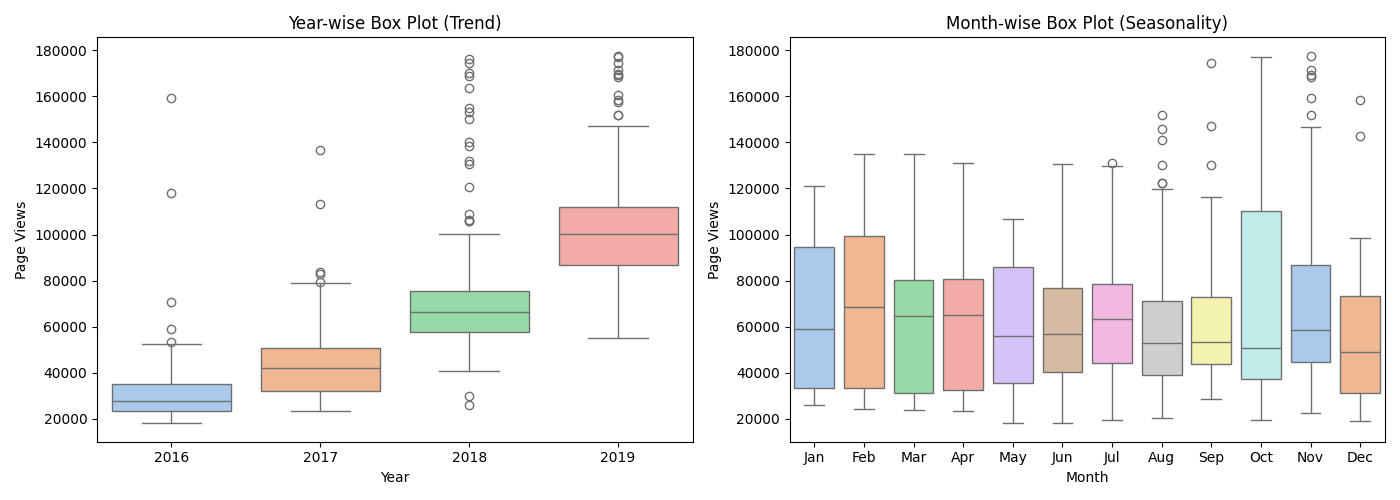 Year-wise Box Plot (Trend)
Page Views
180000
160000
140000
120000
100000
80000
60000
40000
20000
2016 2017 2018 2019
Year
Month-wise Box Plot (Seasonality)
Page Views
180000
160000
140000
120000
100000
80000
60000
40000
20000
Jan Feb Mar Apr May Jun Jul Aug Sep Oct Nov Dec
Month